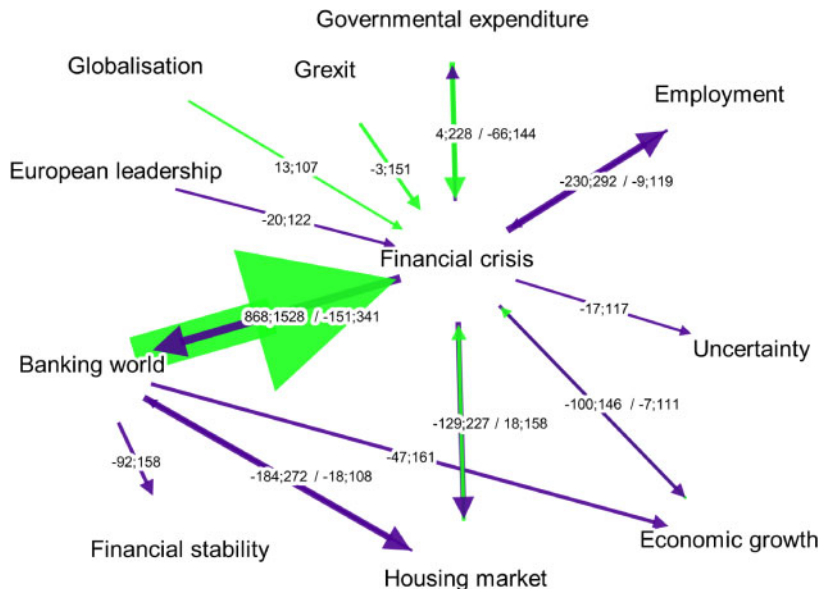 Governmental expenditure
Globalisation
Grexit
Employment
4;228 / -66;144
13;107
-3;151
European leadership
-230;292 / -9;119
-20;122
Financial crisis
868;1528 / -151;341
-17;117
Banking world
Uncertainty
-100;146 / -7;111
-129;227 / 18;158
-47;161
-92;158
-184;272 / -18;108
Financial stability
Economic growth
Housing market